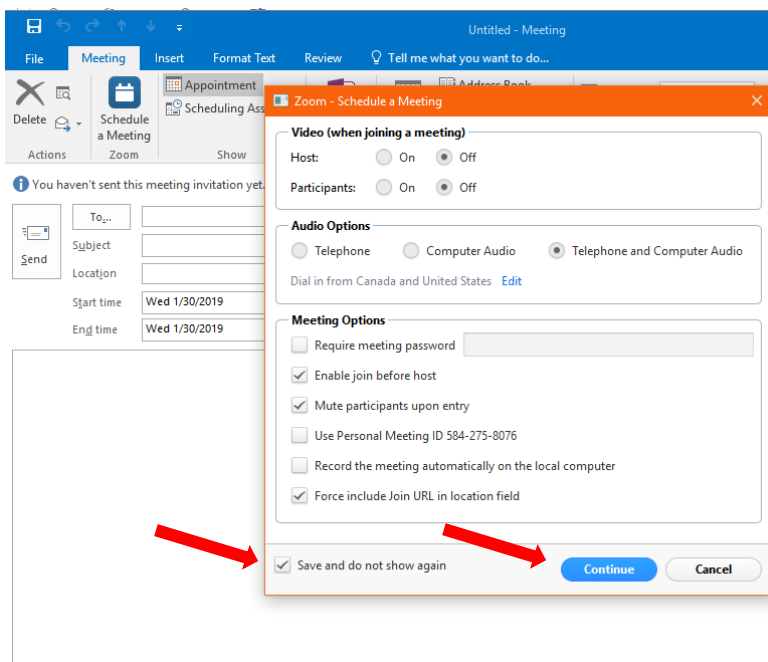 Untitled - Meeting
File Meeting Insert Format Text Review Tell me what you want to do...
Delete
Schedule a Meeting
Appointment
Scheduling Ass
Address Book
Actions Zoom Show
You haven't sent this meeting invitation yet.
Send
To...
Subject
Location
Start time Wed 1/30/2019
End time Wed 1/30/2019
Zoom - Schedule a Meeting
Video (when joining a meeting)
Host: On Off
Participants: On Off
Audio Options
Telephone Computer Audio Telephone and Computer Audio
Dial in from Canada and United States Edit
Meeting Options
Require meeting password
Enable join before host
Mute participants upon entry
Use Personal Meeting ID 584-275-8076
Record the meeting automatically on the local computer
Force include Join URL in location field
Save and do not show again
Continue Cancel